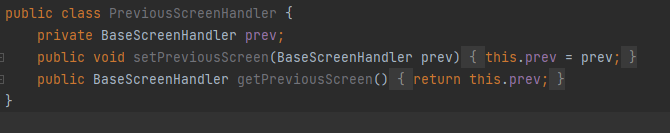 public class PreviousScreenHandler {
    private BaseScreenHandler prev;
    public void setPreviousScreen(BaseScreenHandler prev) { this.prev = prev; }
    public BaseScreenHandler getPreviousScreen() { return this.prev; }
}